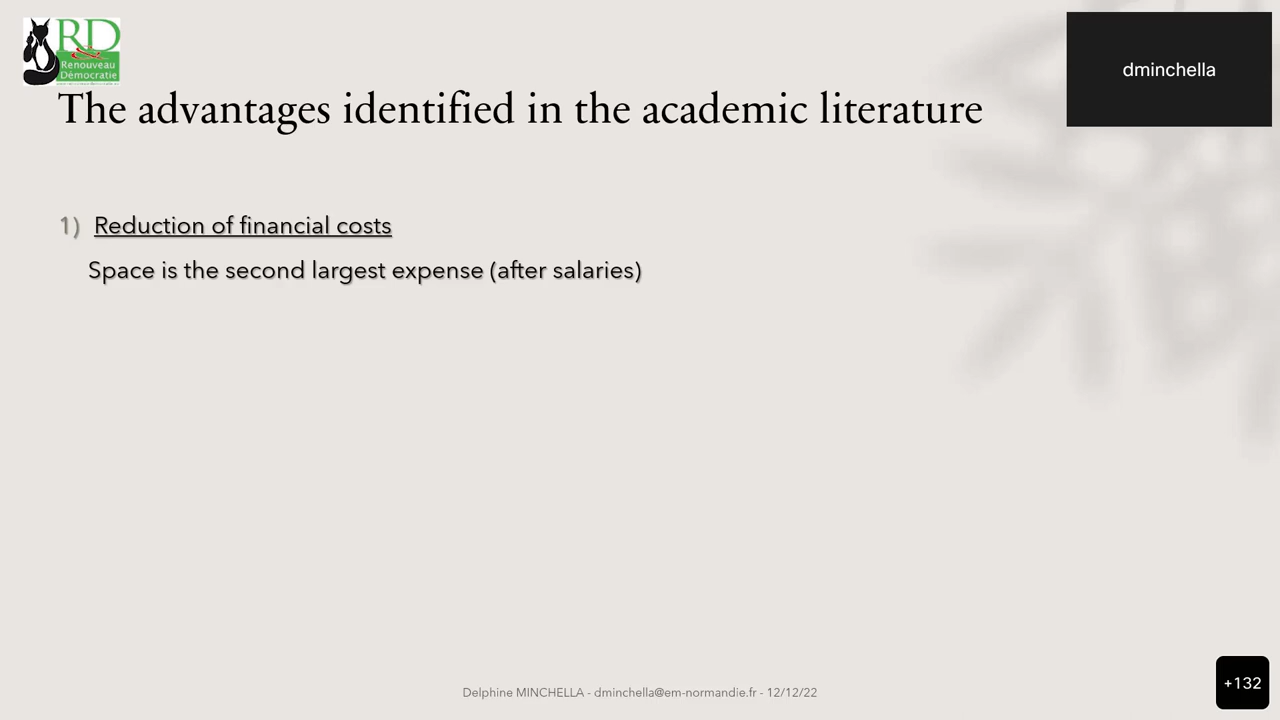 RD
Renouveau
Démocratie
dminchella
The advantages identified in the academic literature
1) Reduction of financial costs
Space is the second largest expense (after salaries)
Delphine MINCHELLA - dminchella@em-normandie.fr - 12/12/22
+132